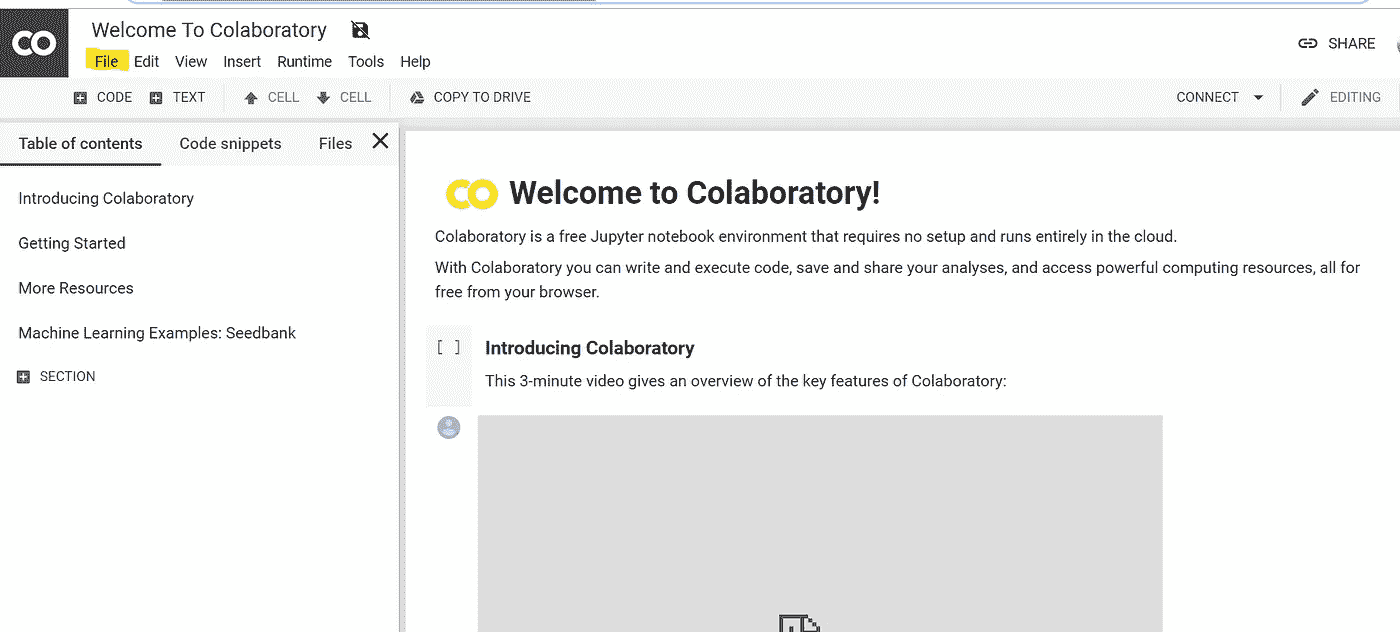 CO Welcome To Colaboratory
File Edit View Insert Runtime Tools Help
SHARE
CODE TEXT CELL CELL COPY TO DRIVE CONNECT EDITING
Table of contents Code snippets Files
Introducing Colaboratory
Getting Started
More Resources
Machine Learning Examples: Seedbank
SECTION
CO Welcome to Colaboratory!
Colaboratory is a free Jupyter notebook environment that requires no setup and runs entirely in the cloud.
With Colaboratory you can write and execute code, save and share your analyses, and access powerful computing resources, all for
free from your browser.
[ ] Introducing Colaboratory
This 3-minute video gives an overview of the key features of Colaboratory: